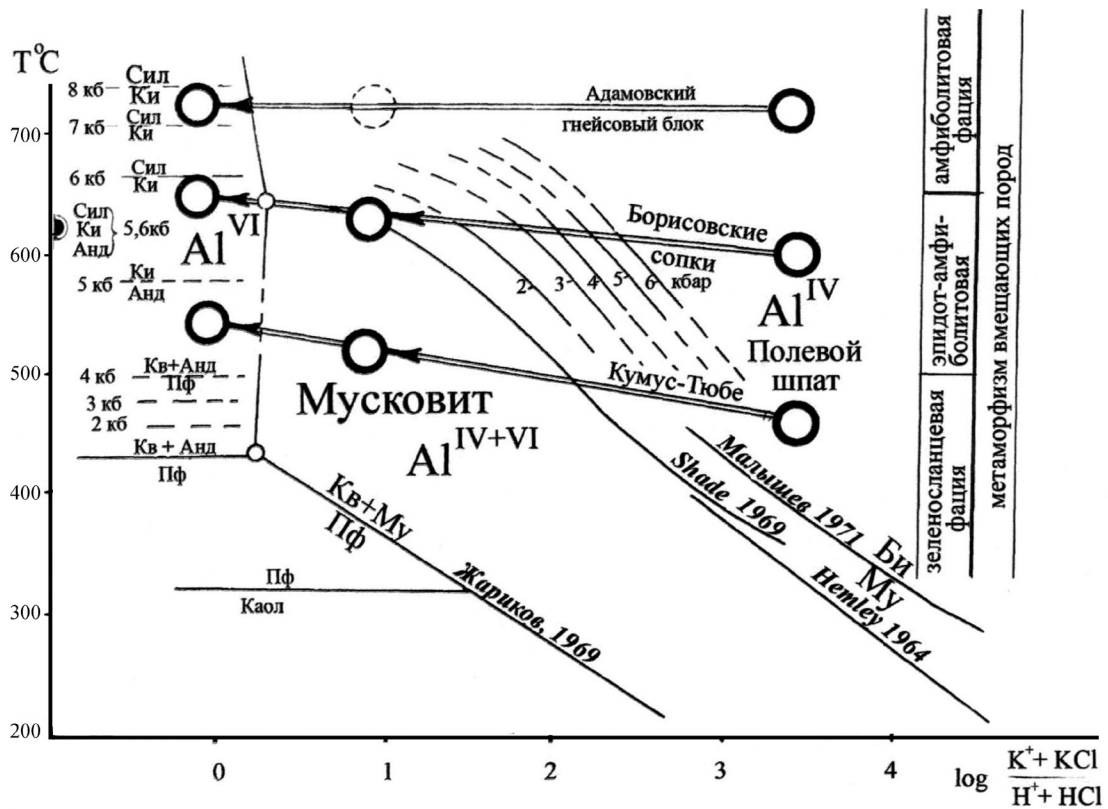 T°C
8 кб
Сил
Ки
7 кб
Сил
Ки
6 кб
Сил
Ки
Сил
Ки
Анд
5,6кб
5 кб
Ки
Анд
4 кб
Кв+Анд
Пф
3 кб
2 кб
Кв + Анд
Пф
Пф
Каол
700
600
500
400
300
200
0
1
2
3
4
log
K⁺+ KCl
H⁺+ HCl
Адамовский
гнейсовый блок
Борисовские
сопки
2
3
4
5
6
кбар
Al VI
Al IV
Полевой
шпат
Кумус-Тюбе
Мусковит
Al IV+VI
Кв+Му
Пф
Жариков, 1969
Малышев 1971
Shade 1969
Hemley 1964
Би
Му
амфиболитовая
фация
эпидот-амфи-
болитовая
зеленосланцевая
фация
метаморфизм вмещающих пород